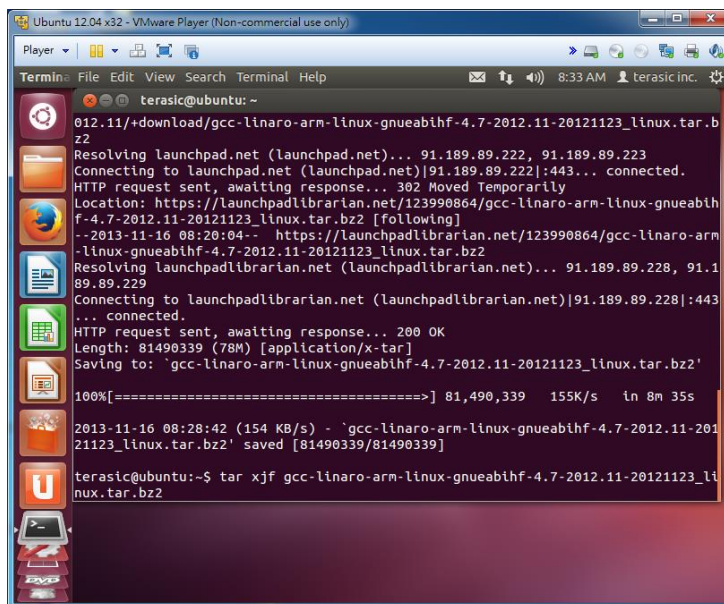 Ubuntu 12.04 x32 - VMware Player (Non-commercial use only)
Player
Termina File Edit View Search Terminal Help 8:33 AM terasic inc.
terasic@ubuntu: ~
012.11/+download/gcc-linaro-arm-linux-gnueabihf-4.7-2012.11-20121123_linux.tar.b
z2
Resolving launchpad.net (launchpad.net)... 91.189.89.222, 91.189.89.223
Connecting to launchpad.net (launchpad.net)|91.189.89.222|:443... connected.
HTTP request sent, awaiting response... 302 Moved Temporarily
Location: https://launchpadlibrarian.net/123990864/gcc-linaro-arm-linux-gnueabih
f-4.7-2012.11-20121123_linux.tar.bz2 [following]
--2013-11-16 08:20:04-- https://launchpadlibrarian.net/123990864/gcc-linaro-arm
-linux-gnueabihf-4.7-2012.11-20121123_linux.tar.bz2
Resolving launchpadlibrarian.net (launchpadlibrarian.net)... 91.189.89.228, 91.1
89.89.229
Connecting to launchpadlibrarian.net (launchpadlibrarian.net)|91.189.89.228|:443
... connected.
HTTP request sent, awaiting response... 200 OK
Length: 81490339 (78M) [application/x-tar]
Saving to: `gcc-linaro-arm-linux-gnueabihf-4.7-2012.11-20121123_linux.tar.bz2'
100%[======================================>] 81,490,339 155K/s in 8m 35s
2013-11-16 08:28:42 (154 KB/s) - `gcc-linaro-arm-linux-gnueabihf-4.7-2012.11-201
21123_linux.tar.bz2' saved [81490339/81490339]
terasic@ubuntu:~$ tar xjf gcc-linaro-arm-linux-gnueabihf-4.7-2012.11-20121123_li
nux.tar.bz2
DVD